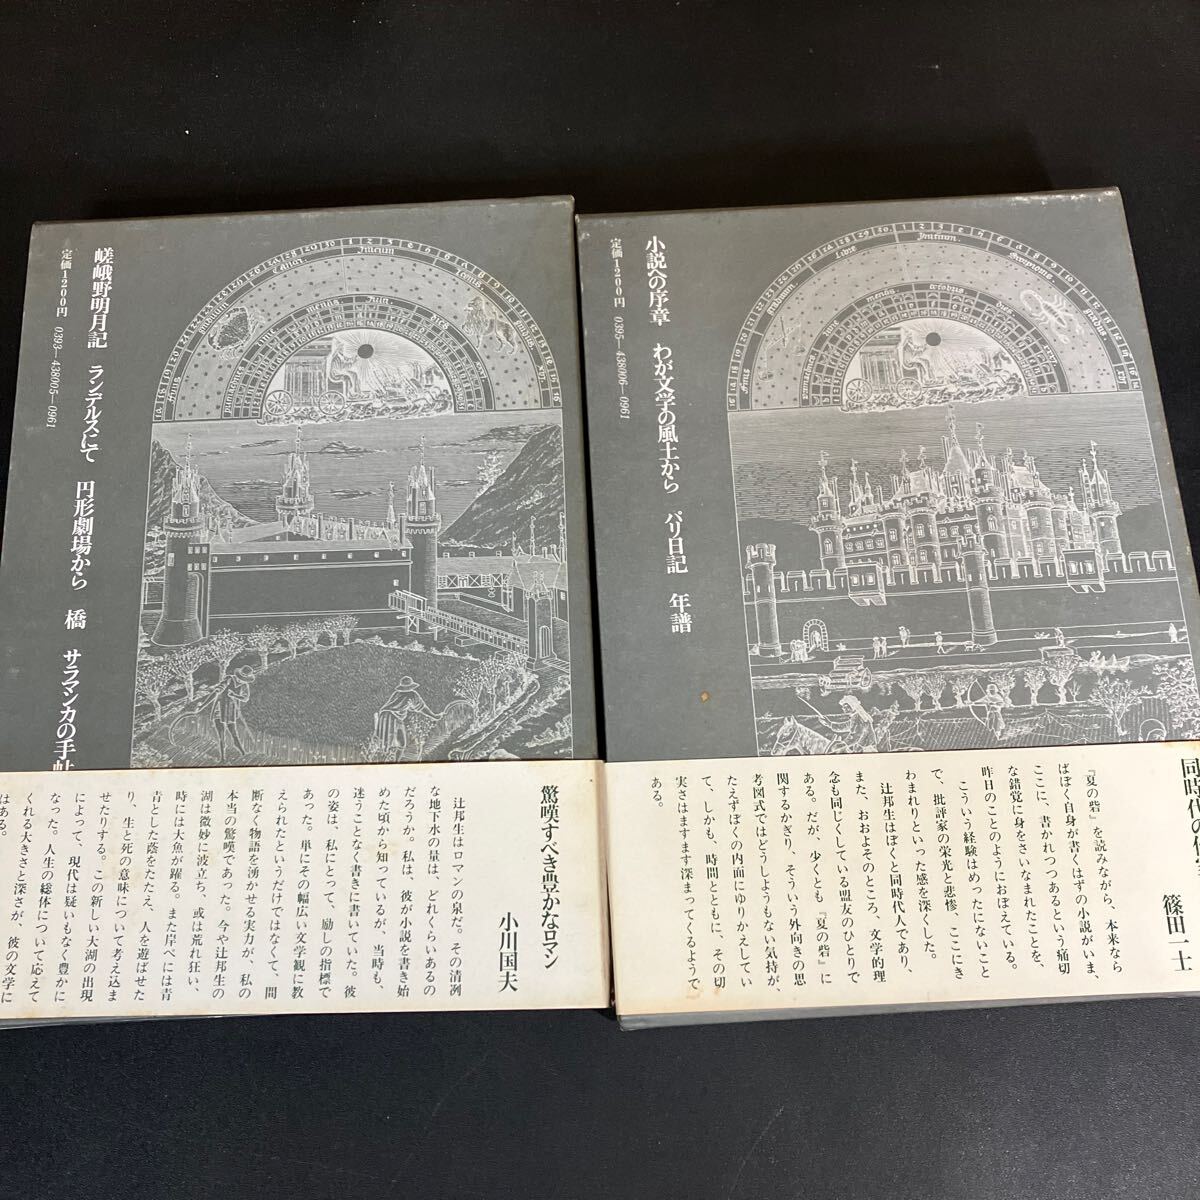 嵯峨野明月記 ランデルスにて 円形劇場から 橋 サラマンカの手帖
定価1200円 0393―438005―0961
驚嘆すべき豊かなロマン
小川国夫
辻邦生はロマンの泉だ。その清冽
な地下水の量は、どれくらいあるの
だろうか。私は、彼が小説を書き始
めた頃から知っているが、当時も、
迷うことなく書きに書いていた。彼
の姿は、私にとって、励しの指標で
あった。単にその幅広い文学観に教
えられたというだけではなくて、間
断なく物語を湧かせる実力が、私の
本当の驚嘆であった。今や辻邦生の
湖は微妙に波立ち、或は荒れ狂い、
時には大魚が躍る。また岸べには青
青とした蔭をたたえ、人を遊ばせた
り、生と死の意味について考え込ま
せたりする。この新しい大湖の出現
によって、現代は疑いもなく豊かに
なった。人生の総体について応えて
くれる大きさと深さが、彼の文学に
はある。
小説への序章 わが文学の風土から パリ日記 年譜
定価1200円 0395―438006―0961
同時代の
篠田一士
『夏の砦』を読みながら、本来なら
ばぼく自身が書くはずの小説がいま、
ここに、書かれつつあるという痛切
な錯覚に身をさいなまれたことを、
昨日のことのようにおぼえている。
こういう経験はめったにないこと
で、批評家の栄光と悲惨、ここにき
わまれりといった感を深くした。
辻邦生はぼくと同時代人であり、
また、おおよそのところ、文学的理
念も同じくしている盟友のひとりで
ある。だが、少くとも『夏の砦』に
関するかぎり、そういう外向きの思
考図式ではどうしようもない気持が、
たえずぼくの内面にゆりかえしてい
て、しかも、時間とともに、その切
実さはますます深まってくるようで
ある。